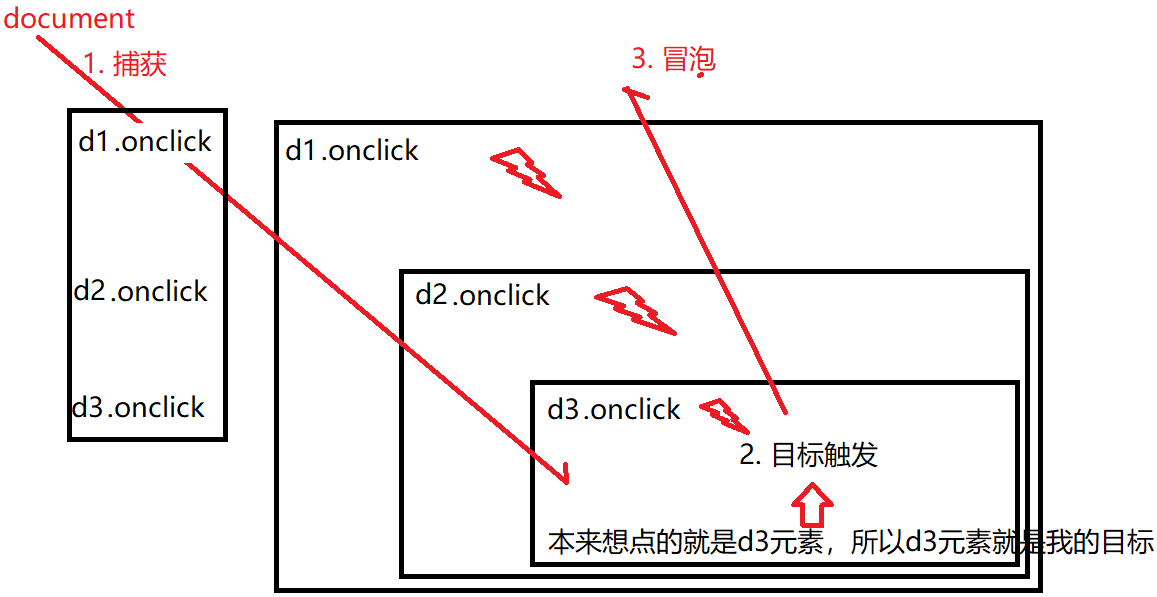 document
1. 捕获
3. 冒泡
d1.onclick
d2.onclick
d3.onclick
d1.onclick
d2.onclick
d3.onclick
2. 目标触发
本来想点的就是d3元素，所以d3元素就是我的目标